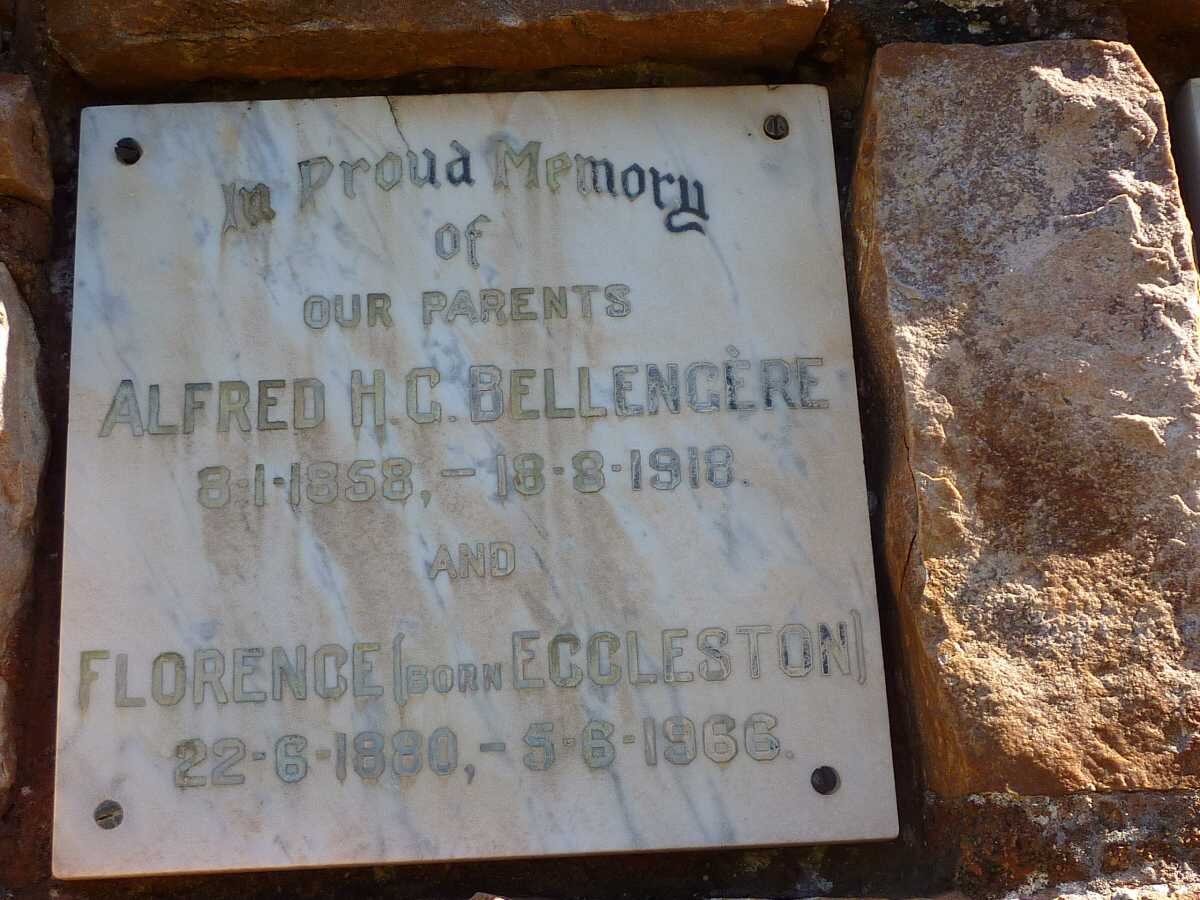 In Proud Memory
of
OUR PARENTS
ALFRED H.C. BELLENGÈRE
8-1-1858,-18-8-1918.
AND
FLORENCE (BORN ECCLESTON)
22-6-1880,-5-6-1966.